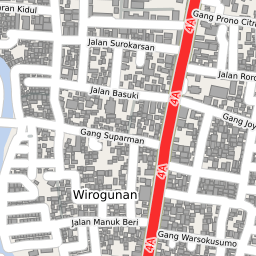 aran Kidul
Gang Prono Citr
4A
Jalan Surokarsan
Jalan Roro
Jalan Basuki
4A
Gang Joy
Gang Suparman
4A
Wirogunan
Jalan Manuk Beri
Gang Warsokusumo
4A